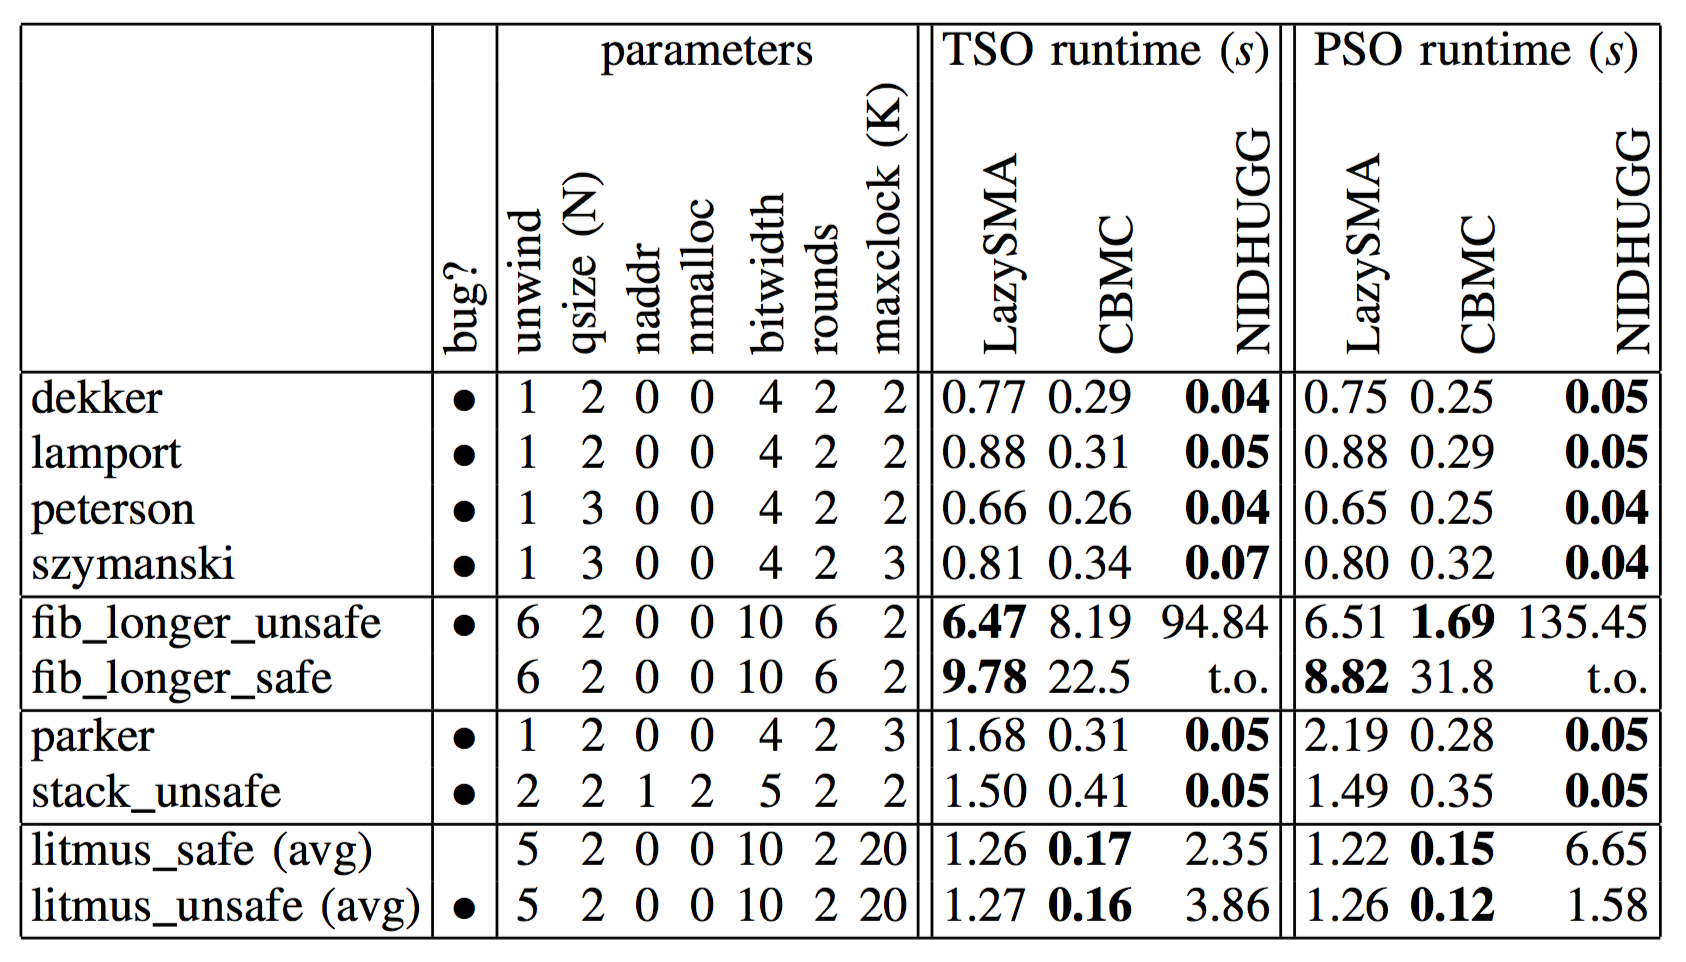 parameters TSO runtime (s) PSO runtime (s)
bug? unwind qsize (N) naddr nmalloc bitwidth rounds maxclock (K) LazySMA CBMC NIDHUGG LazySMA CBMC NIDHUGG
dekker ● 1 2 0 0 4 2 2 0.77 0.29 0.04 0.75 0.25 0.05
lamport ● 1 2 0 0 4 2 2 0.88 0.31 0.05 0.88 0.29 0.05
peterson ● 1 3 0 0 4 2 2 0.66 0.26 0.04 0.65 0.25 0.04
szymanski ● 1 3 0 0 4 2 3 0.81 0.34 0.07 0.80 0.32 0.04
fib_longer_unsafe ● 6 2 0 0 10 6 2 6.47 8.19 94.84 6.51 1.69 135.45
fib_longer_safe 6 2 0 0 10 6 2 9.78 22.5 t.o. 8.82 31.8 t.o.
parker ● 1 2 0 0 4 2 3 1.68 0.31 0.05 2.19 0.28 0.05
stack_unsafe ● 2 2 1 2 5 2 2 1.50 0.41 0.05 1.49 0.35 0.05
litmus_safe (avg) 5 2 0 0 10 2 20 1.26 0.17 2.35 1.22 0.15 6.65
litmus_unsafe (avg) ● 5 2 0 0 10 2 20 1.27 0.16 3.86 1.26 0.12 1.58